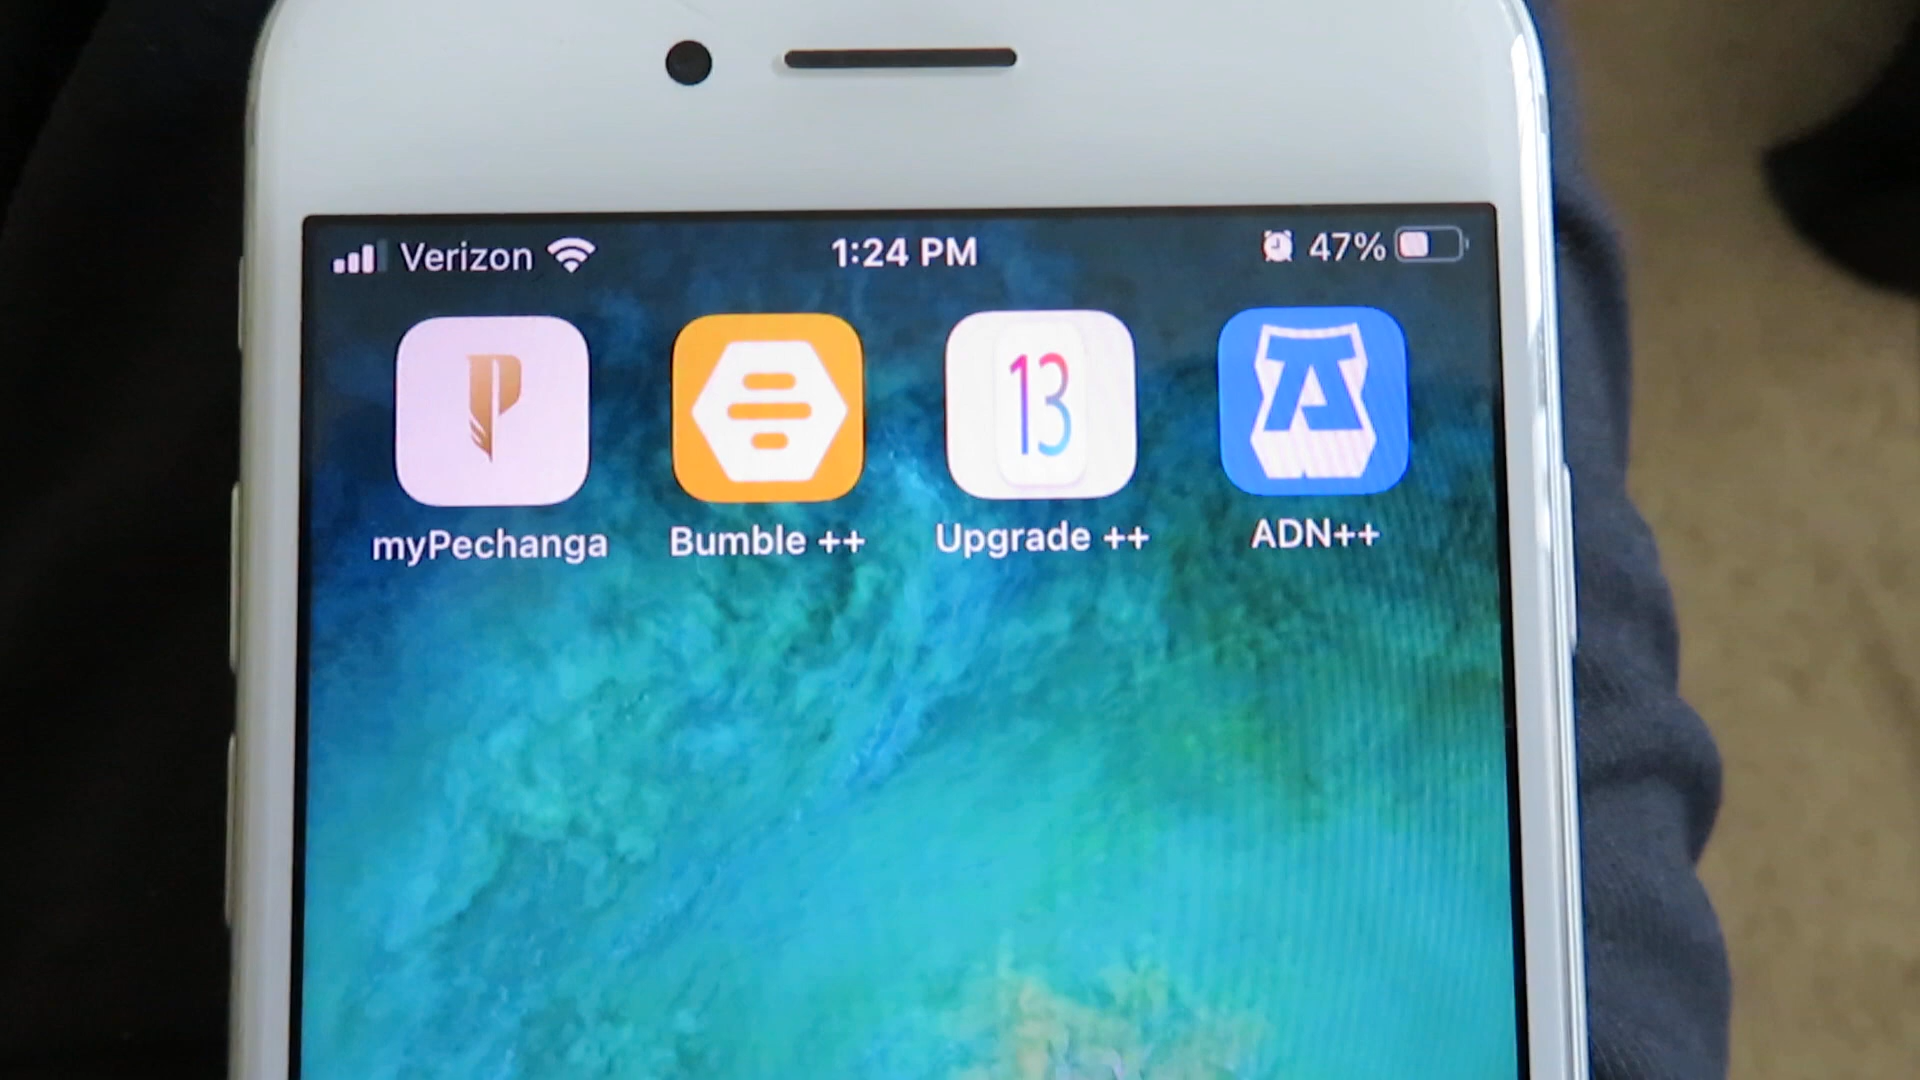 Verizon 1:24 PM 47%
P 13 A
myPechanga Bumble ++ Upgrade ++ ADN++